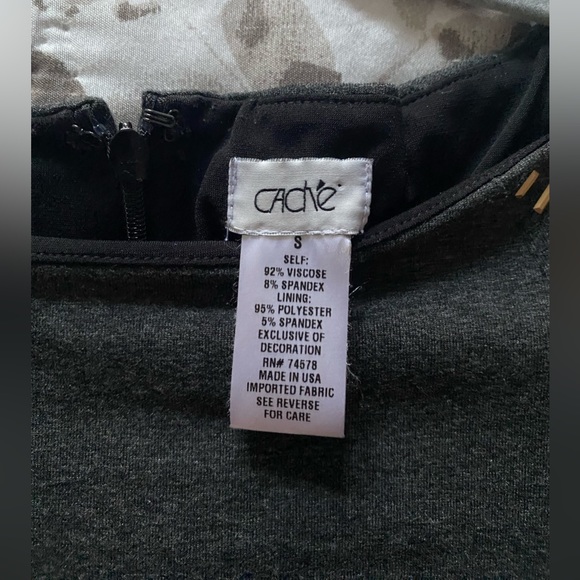 CACHÉ
S
SELF:
92% VISCOSE
8% SPANDEX
LINING:
95% POLYESTER
5% SPANDEX
EXCLUSIVE OF
DECORATION
RN# 74578
MADE IN USA
IMPORTED FABRIC
SEE REVERSE
FOR CARE